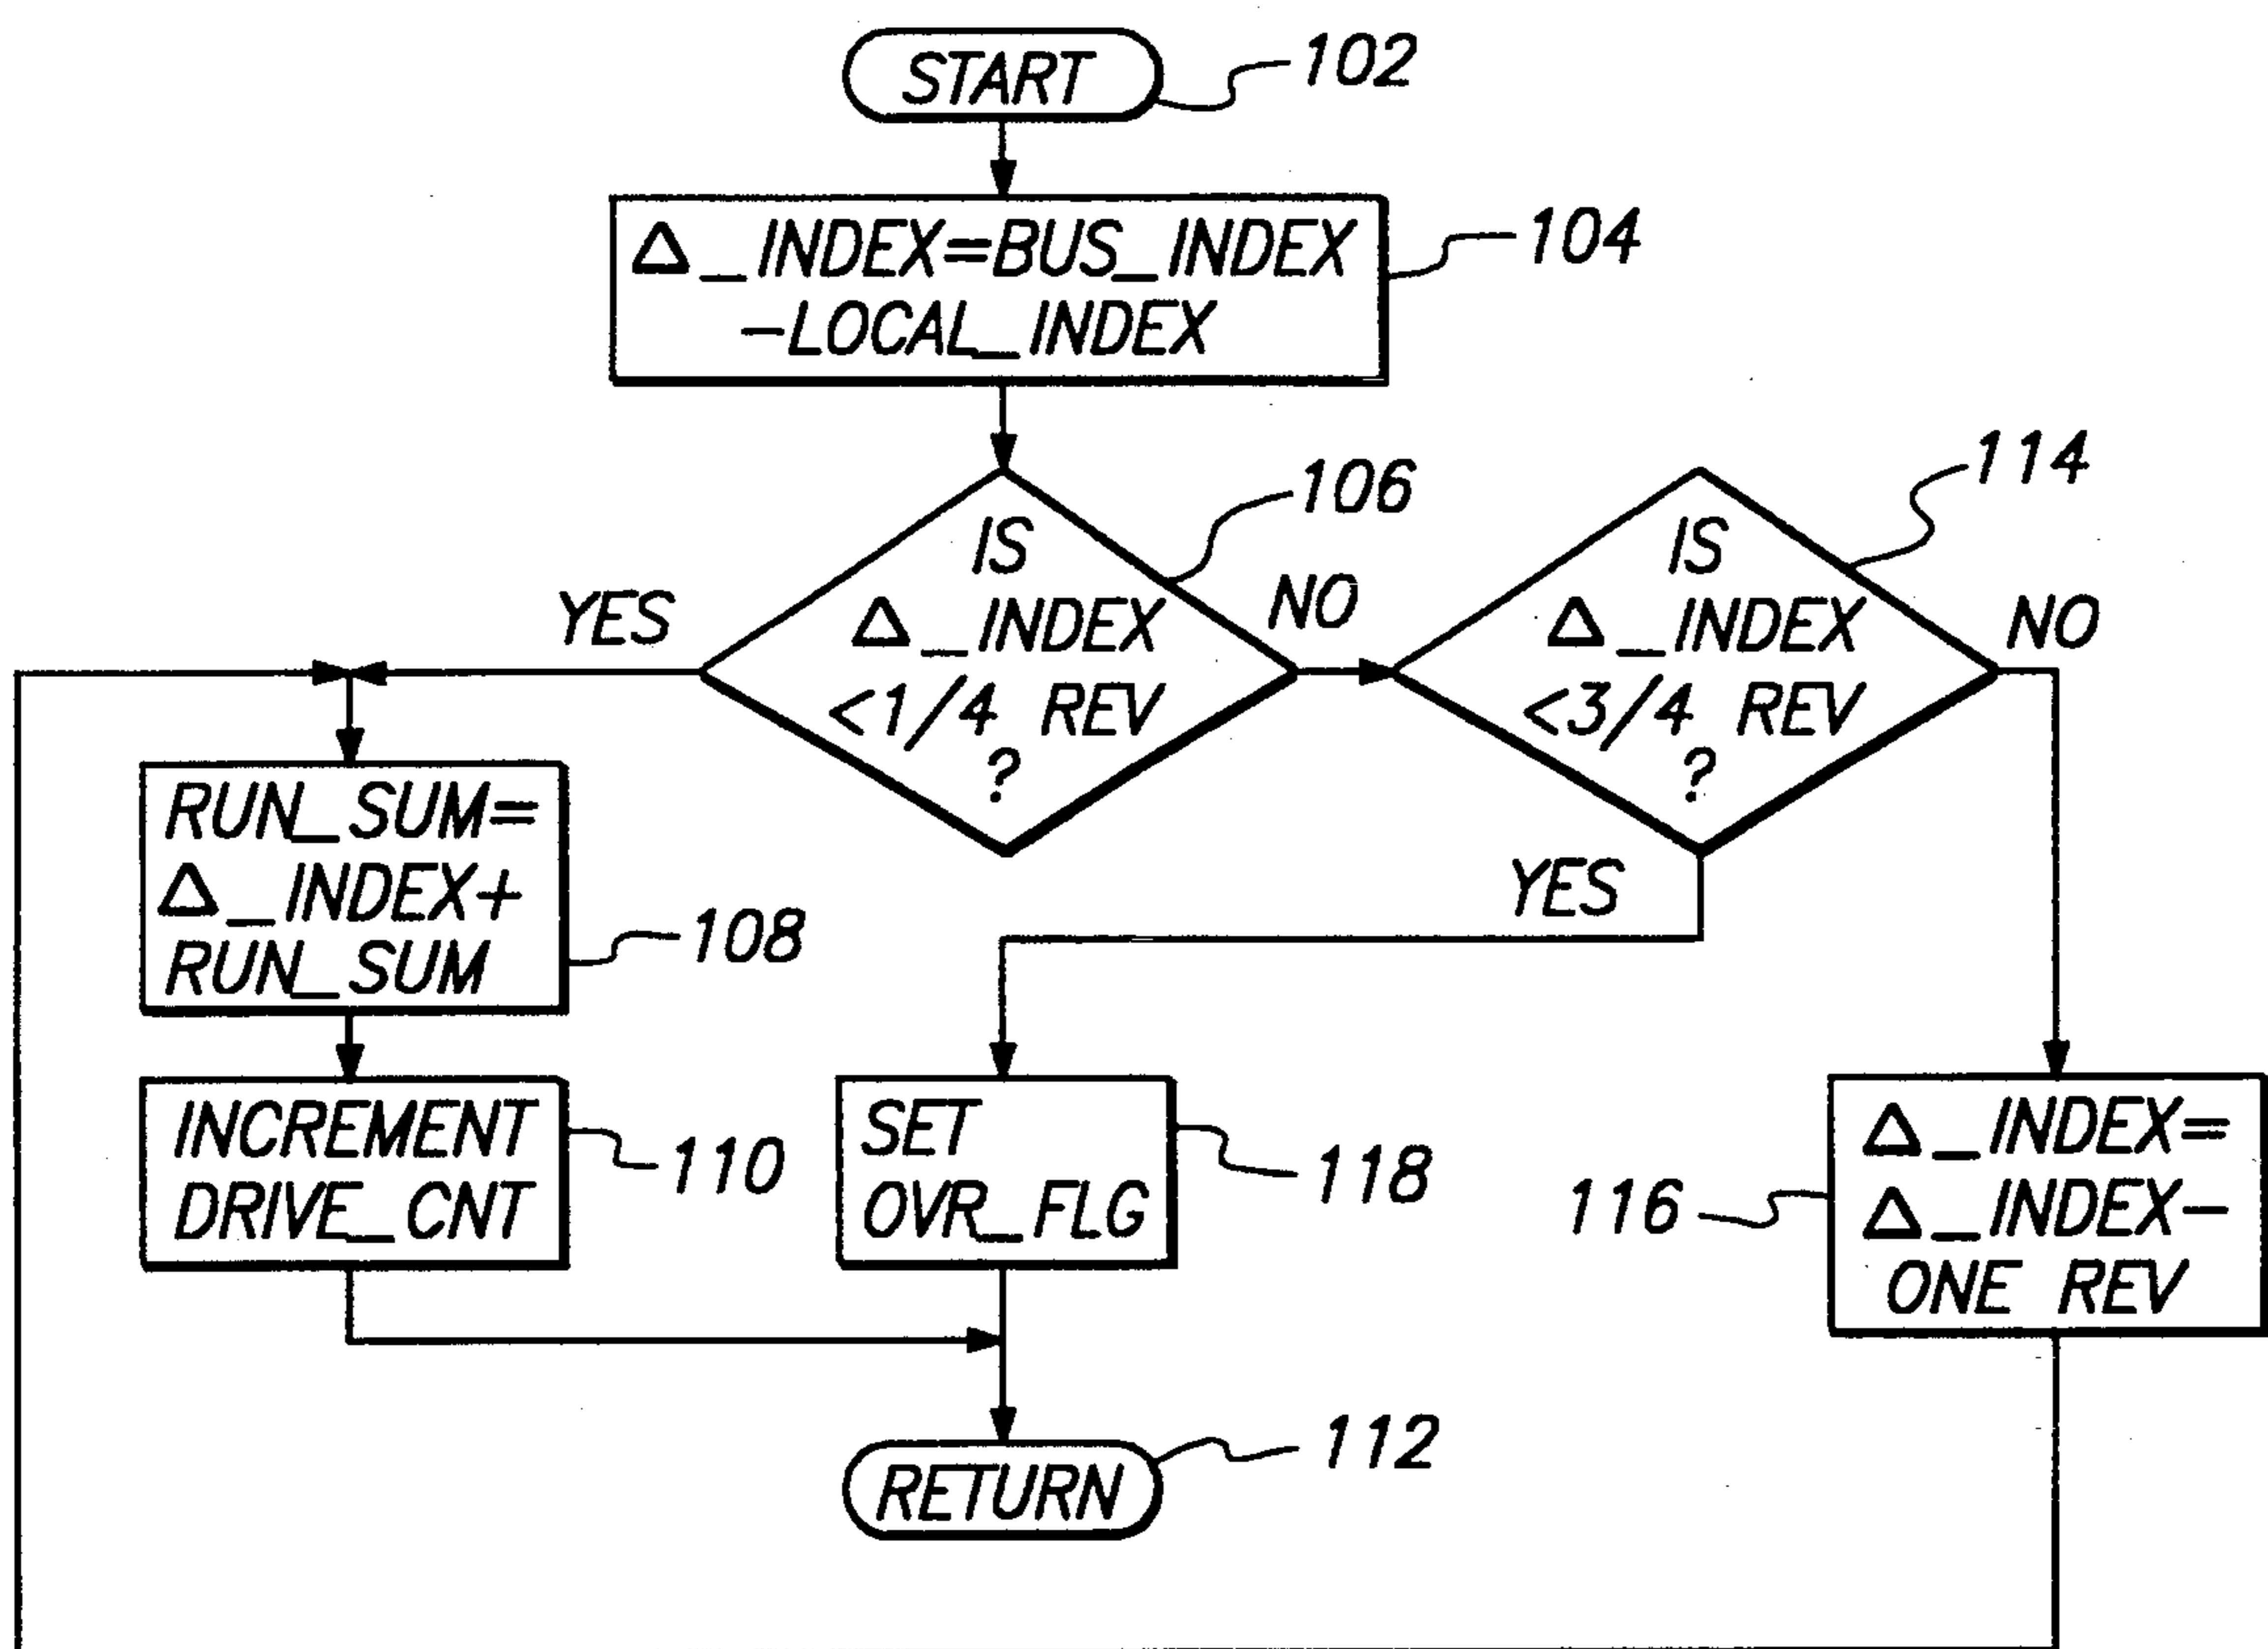 START
102
Δ_INDEX=BUS_INDEX
-LOCAL_INDEX
104
IS
Δ_INDEX
<1/4 REV
?
106
YES
NO
IS
Δ_INDEX
<3/4 REV
?
114
NO
YES
RUN_SUM=
Δ_INDEX+
RUN_SUM
108
INCREMENT
DRIVE_CNT
110
SET
OVR_FLG
118
Δ_INDEX=
Δ_INDEX-
ONE REV
116
RETURN
112